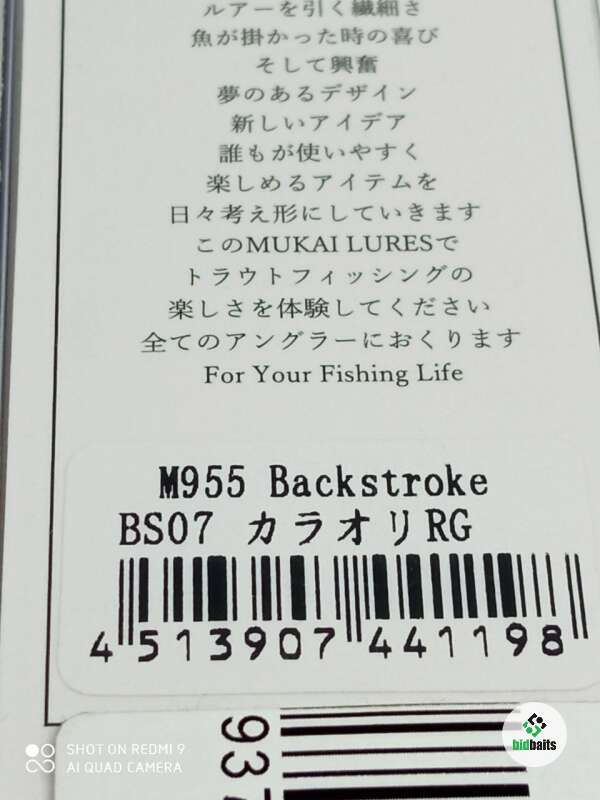 ルアーを引く繊細さ
魚が掛かった時の喜び
そして興奮
夢のあるデザイン
新しいアイデア
誰もが使いやすく
楽しめるアイテムを
日々考え形にしていきます
このMUKAI LURESで
トラウトフィッシングの
楽しさを体験してください
全てのアングラーにおくります
For Your Fishing Life
M955 Backstroke
BS07 カラオリRG
4 513907 441198
937
SHOT ON REDMI 9
AI QUAD CAMERA
bidbaits